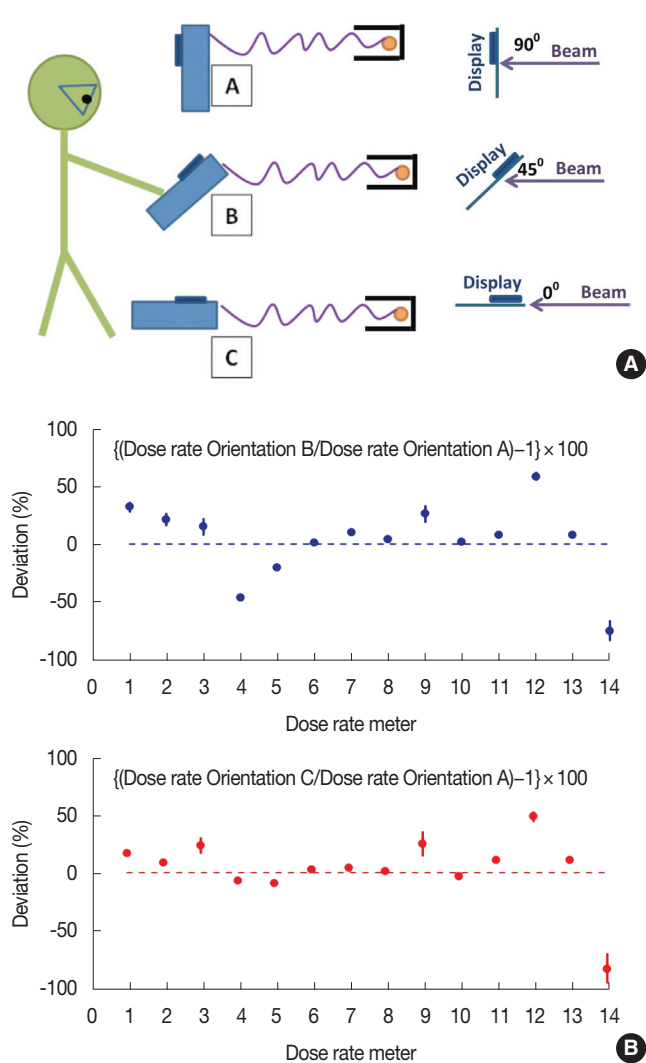 A
Display
90⁰
Beam
B
Display
45⁰
Beam
C
Display
0⁰
Beam
A
{(Dose rate Orientation B/Dose rate Orientation A)−1} × 100
Deviation (%)
100
50
0
-50
-100
0 1 2 3 4 5 6 7 8 9 10 11 12 13 14
Dose rate meter
{(Dose rate Orientation C/Dose rate Orientation A)−1} × 100
Deviation (%)
100
50
0
-50
-100
0 1 2 3 4 5 6 7 8 9 10 11 12 13 14
Dose rate meter
B